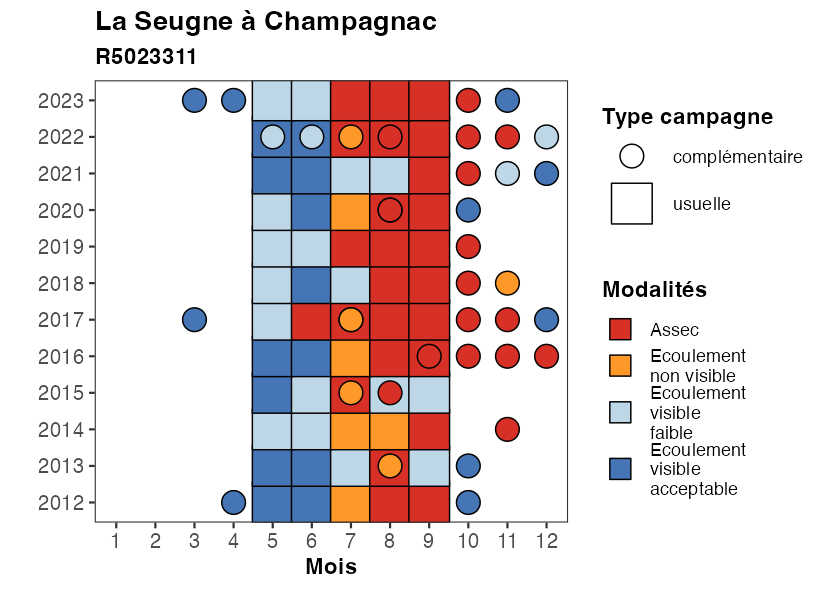 La Seugne à Champagnac
R5023311
2023
2022
2021
2020
2019
2018
2017
2016
2015
2014
2013
2012
1 2 3 4 5 6 7 8 9 10 11 12
Mois
Type campagne
complémentaire
usuelle
Modalités
Assec
Ecoulement
non visible
Ecoulement
visible
faible
Ecoulement
visible
acceptable